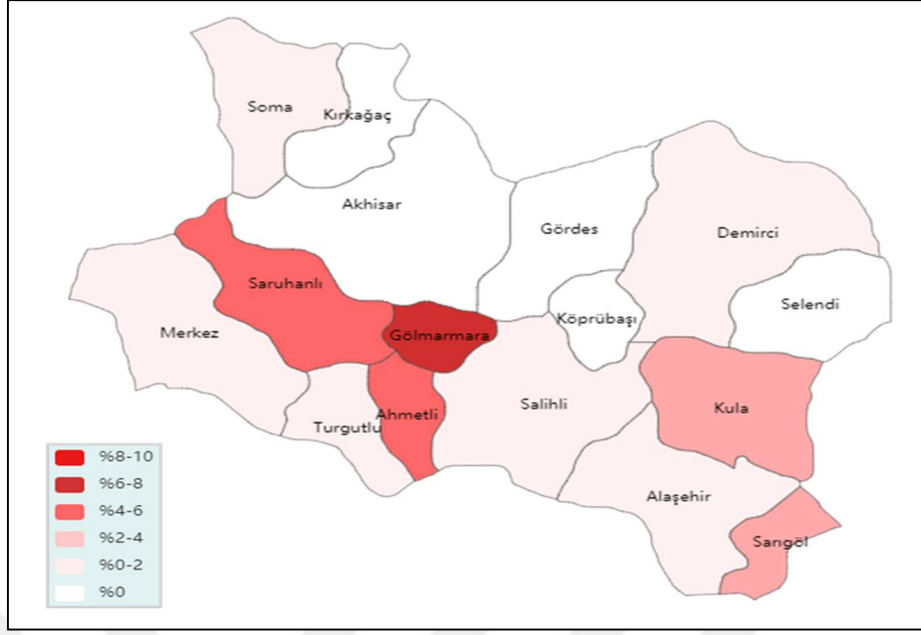 Soma
Kırkağaç
Akhisar
Gördes
Demirci
Saruhanlı
Selendi
Köprübaşı
Merkez
Gölmarmara
Salihli
Kula
Ahmetli
Turgutlu
Alaşehir
Sarıgöl
%8-10
%6-8
%4-6
%2-4
%0-2
%0